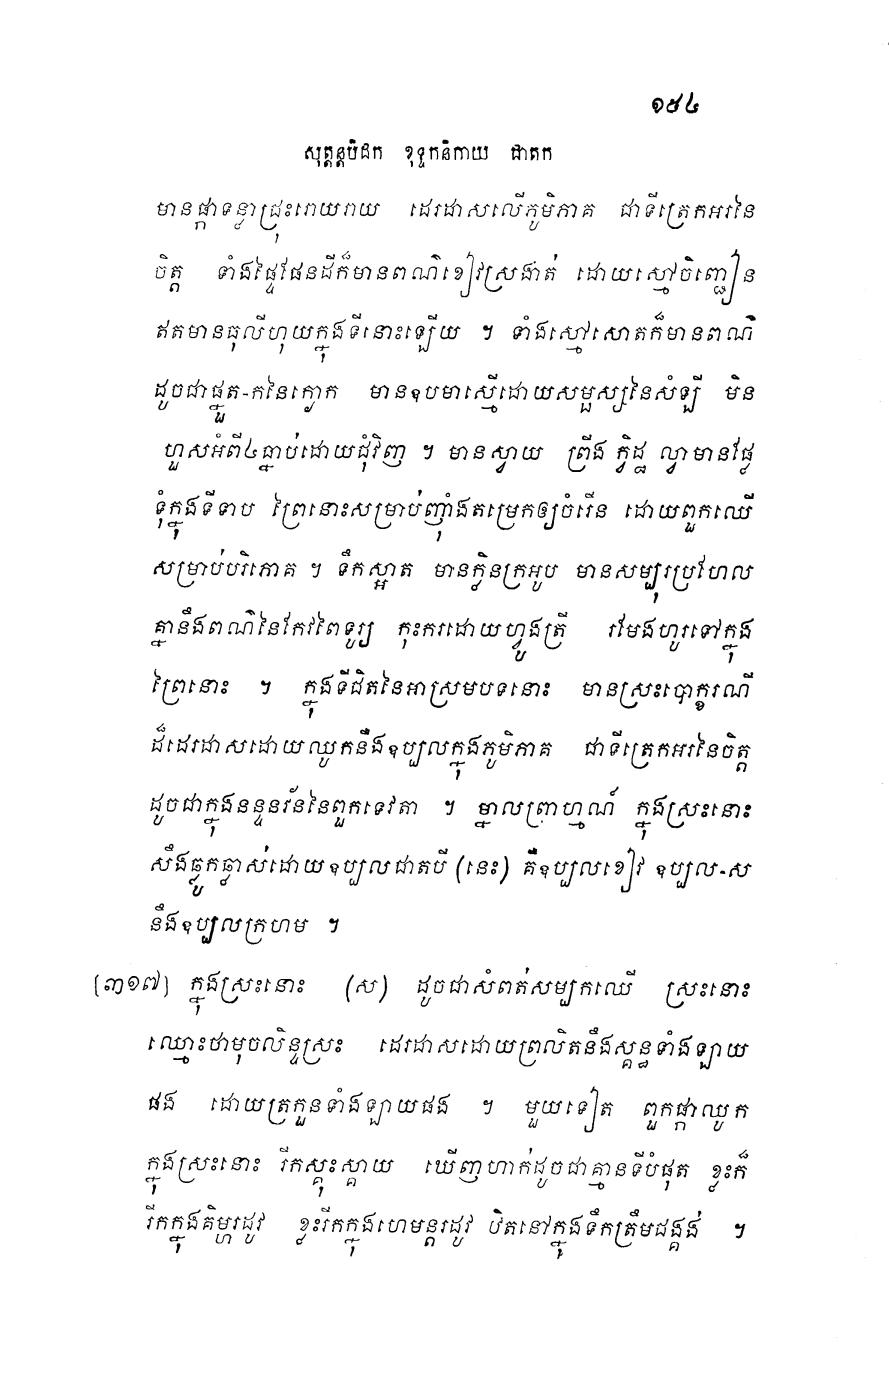 ១៥៤
សុត្តន្តបិដក ខុទ្ទកនិកាយ ជាតក
មានផ្កាទន្លាជ្រុះរោយរាយ ដេរដាសលើភូមិភាគ ជាទីត្រេកអរនៃ
ចិត្ត ទាំងផ្ទៃផែនដីក៏មានពណ៌ខៀវស្រងាត់ ដោយស្មៅចិញ្ជៀន
ឥតមានធុលីហុយក្នុងទីនោះឡើយ ។ ទាំងស្មៅសោតក៏មានពណ៌
ដូចជាផ្នួត-កនៃក្ងោក មានឧបមាស្មើដោយសម្ផស្សនៃសំឡី មិន
ហួសអំពី៤ធ្នាប់ដោយជុំវិញ ។ មានស្វាយ ព្រីង ក្វិដ្ឋ ល្វាមានផ្លែ
ទុំក្នុងទីទាប ព្រៃនោះសម្រាប់ញ៉ាំងតម្រេកឲ្យចំរើន ដោយពួកឈើ
សម្រាប់បរិភោគ ។ ទឹកស្អាត មានក្លិនក្រអូប មានសម្បុរប្រហែល
គ្នានឹងពណ៌នៃកែវពៃទូរ្យ កុះករដោយហ្វូងត្រី រមែងហូរទៅក្នុង
ព្រៃនោះ ។ ក្នុងទីជិតនៃអាស្រមបទនោះ មានស្រះបោក្ខរណី
ដ៏ដេរដាសដោយឈូកនឹងឧប្បលក្នុងភូមិភាគ ជាទីត្រេកអរនៃចិត្ត
ដូចជាក្នុងនន្ទនវ័ននៃពួកទេវតា ។ ម្នាលព្រាហ្មណ៍ ក្នុងស្រះនោះ
សឹងធ្លូកធ្លាស់ដោយឧប្បលជាតបី (នេះ) គឺឧប្បលខៀវ ឧប្បល-ស
នឹងឧប្បលក្រហម ។
[៣១៧] ក្នុងស្រះនោះ (ស) ដូចជាសំពត់សម្បកឈើ ស្រះនោះ
ឈ្មោះថាមុចលិន្ទស្រះ ដេរដាសដោយព្រលិតនឹងស្គន្ធទាំងឡាយ
ផង ដោយត្រកួនទាំងឡាយផង ។ មួយទៀត ពួកផ្កាឈូក
ក្នុងស្រះនោះ រីកស្គុះស្គាយ ឃើញហាក់ដូចជាគ្មានទីបំផុត ខ្លះក៏
រីកក្នុងគិម្ហរដូវ ខ្លះរីកក្នុងហេមន្តរដូវ ឋិតនៅក្នុងទឹកត្រឹមជង្គង់ ។